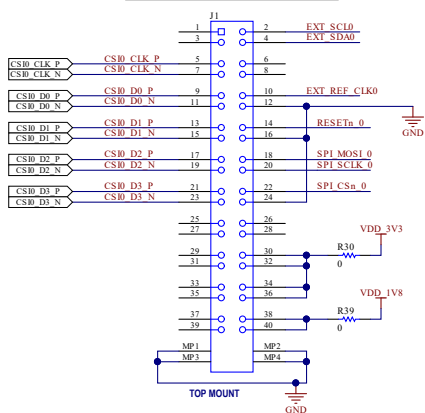 J1
1 2 EXT_SCL0
3 4 EXT_SDA0
CSI0_CLK_P CSI0_CLK_P 5 6
CSI0_CLK_N CSI0_CLK_N 7 8
CSI0_D0_P CSI0_D0_P 9 10 EXT_REF_CLK0
CSI0_D0_N CSI0_D0_N 11 12
GND
CSI0_D1_P CSI0_D1_P 13 14 RESETn_0
CSI0_D1_N CSI0_D1_N 15 16
CSI0_D2_P CSI0_D2_P 17 18 SPI_MOSI_0
CSI0_D2_N CSI0_D2_N 19 20 SPI_SCLK_0
CSI0_D3_P CSI0_D3_P 21 22 SPI_CSn_0
CSI0_D3_N CSI0_D3_N 23 24
25 26
27 28
VDD_3V3
29 30 R30
31 32 0
33 34
35 36
VDD_1V8
37 38 R39
39 40 0
MP1 MP2
MP3 MP4
TOP MOUNT
GND